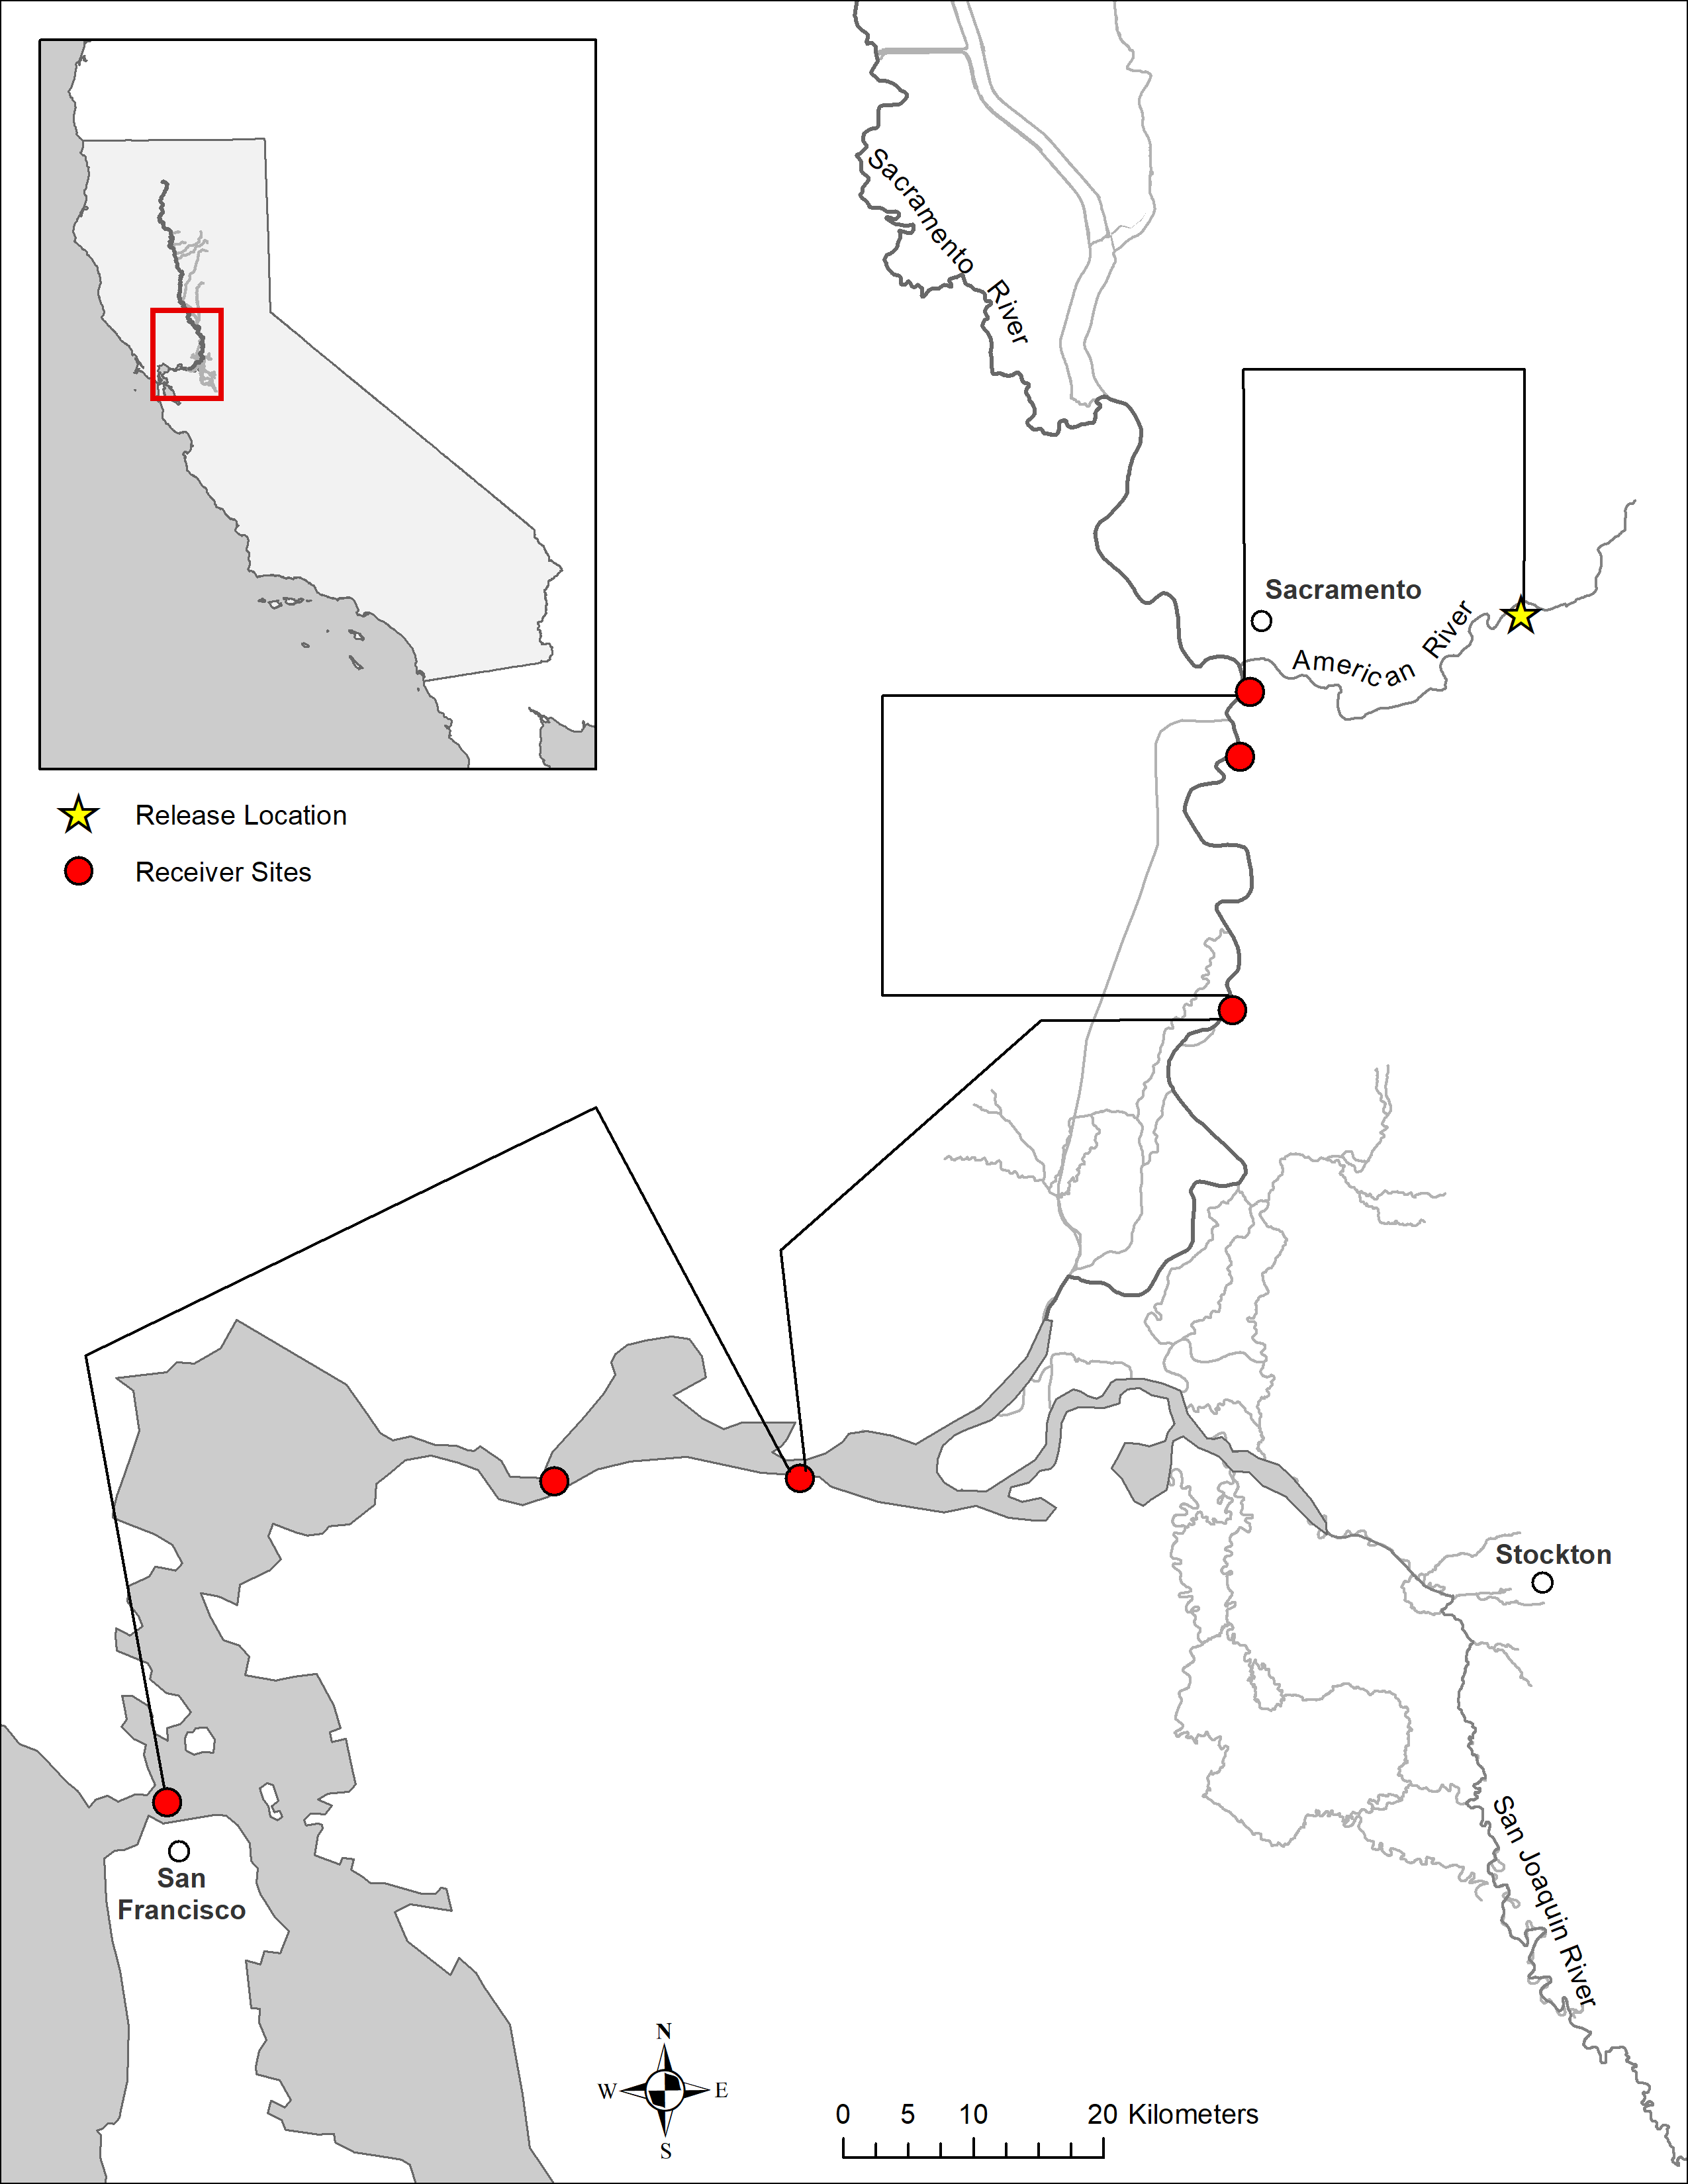 Sacramento River
Sacramento
American River
Release Location
Receiver Sites
Stockton
San Joaquin River
San
Francisco
N
W
E
S
0 5 10 20 Kilometers